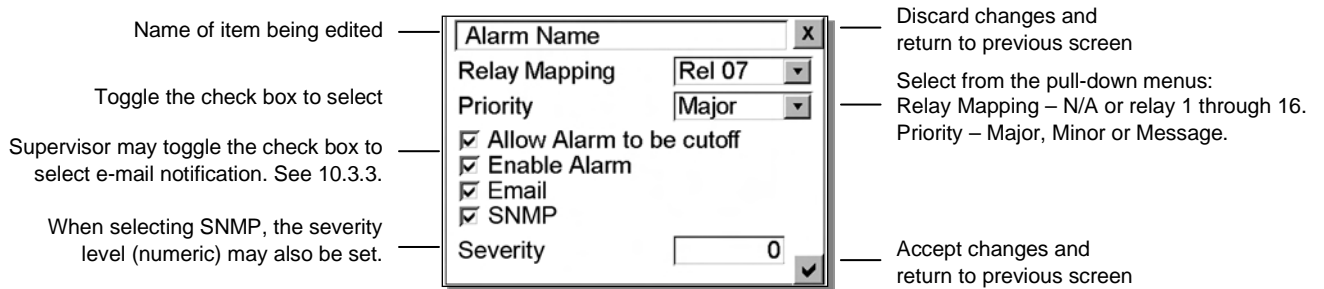 Name of item being edited
Toggle the check box to select
Supervisor may toggle the check box to
select e-mail notification. See 10.3.3.
When selecting SNMP, the severity
level (numeric) may also be set.
Alarm Name X
Relay Mapping Rel 07
Priority Major
Allow Alarm to be cutoff
Enable Alarm
Email
SNMP
Severity 0
Discard changes and
return to previous screen
Select from the pull-down menus:
Relay Mapping – N/A or relay 1 through 16.
Priority – Major, Minor or Message.
Accept changes and
return to previous screen